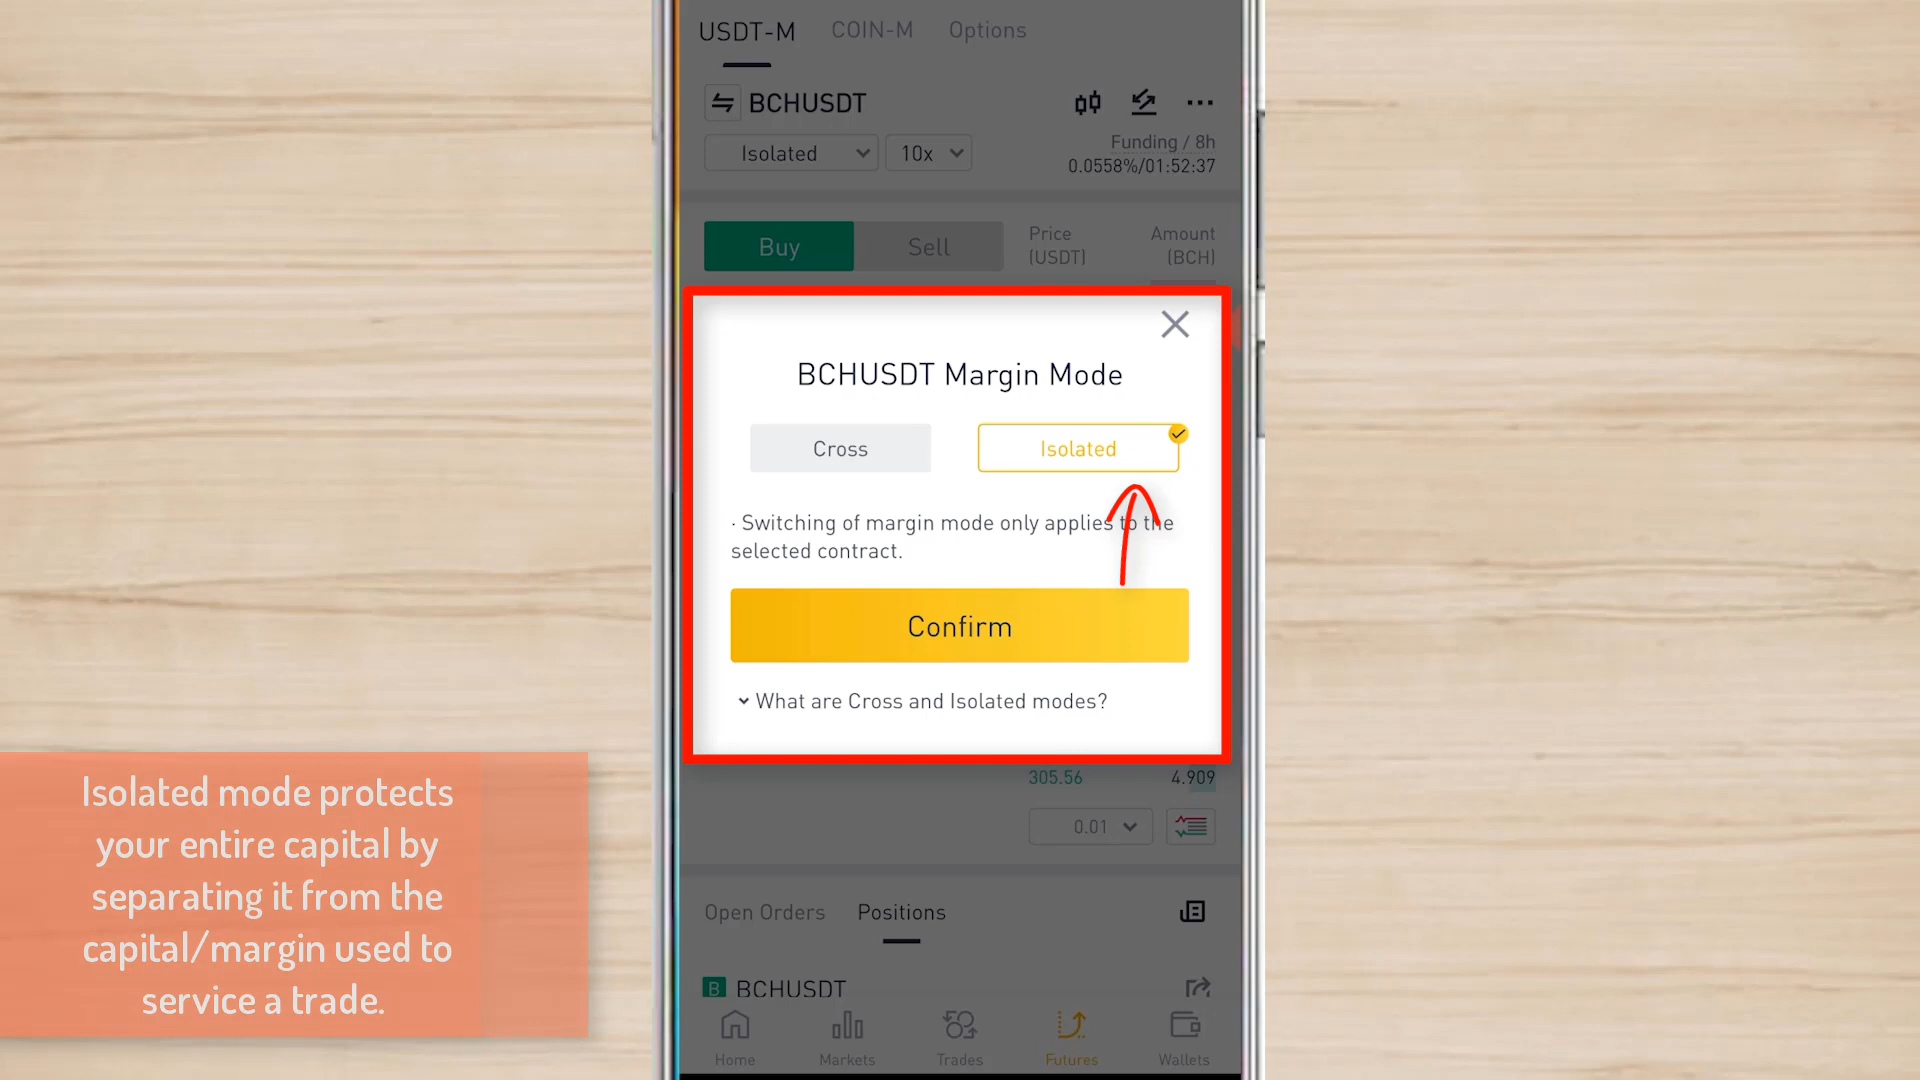 USDT-M COIN-M Options
BCHUSDT
Isolated 10x
Funding / 8h
0.0558%/01:52:37
Buy Sell
Price
(USDT)
Amount
(BCH)
BCHUSDT Margin Mode
Cross Isolated
· Switching of margin mode only applies to the
selected contract.
Confirm
What are Cross and Isolated modes?
305.56 4.909
0.01
Open Orders Positions
B BCHUSDT
Home Markets Trades Futures Wallets
Isolated mode protects
your entire capital by
separating it from the
capital/margin used to
service a trade.